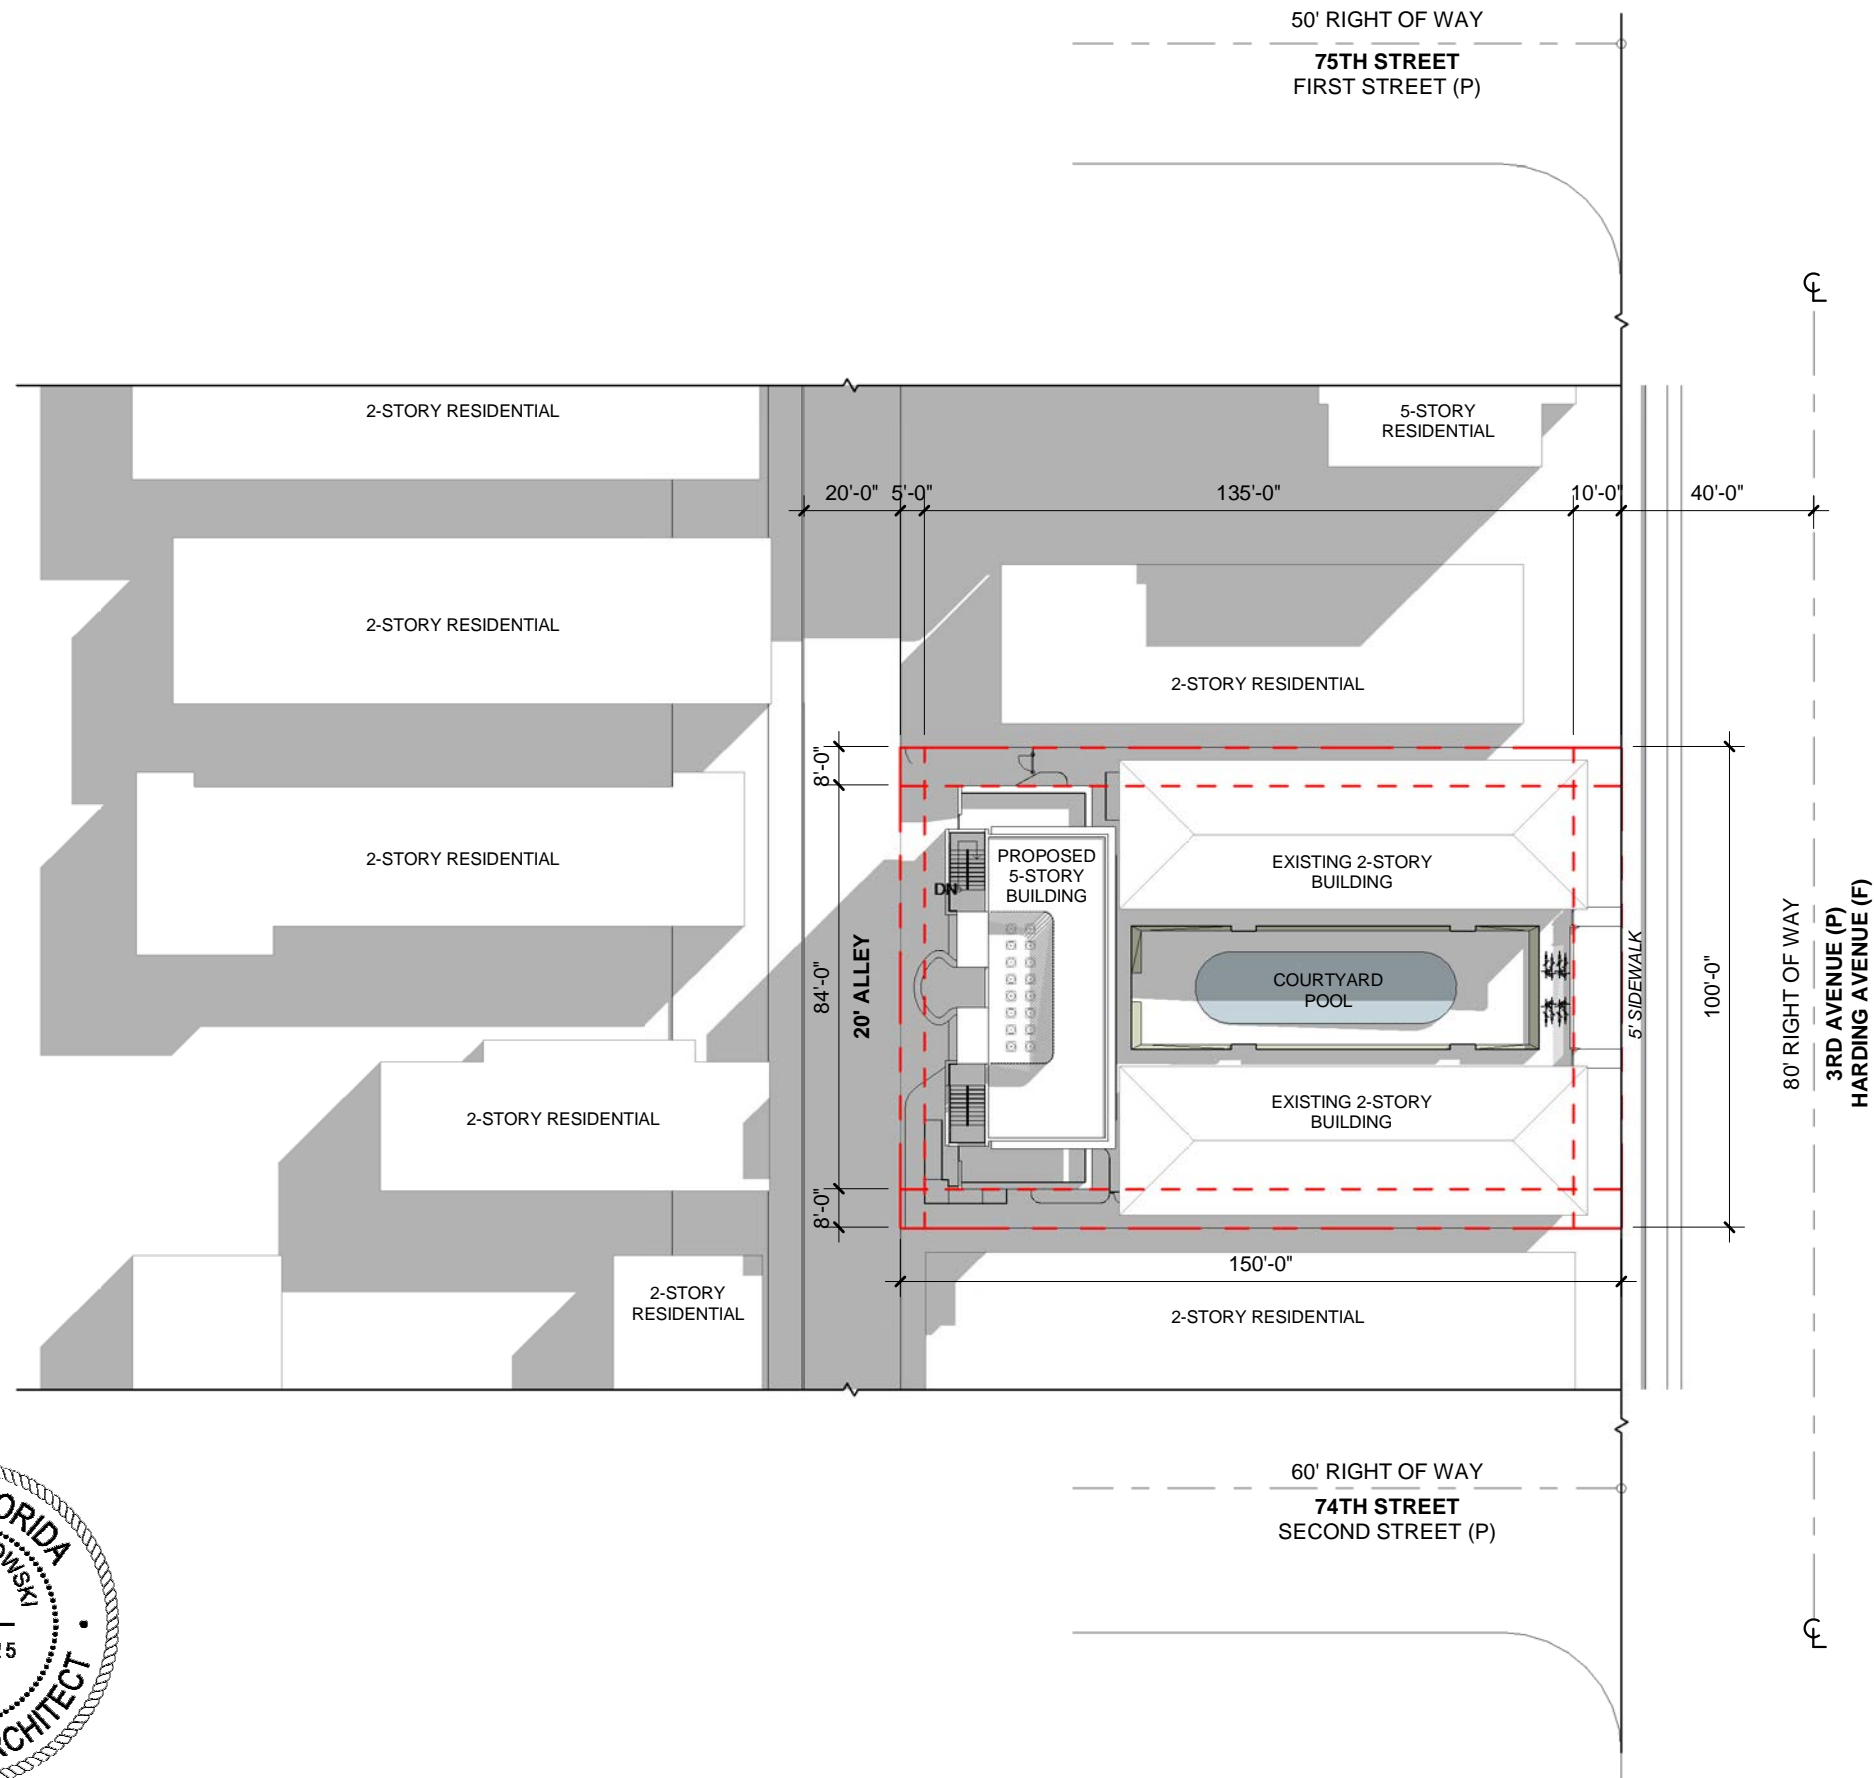 50' RIGHT OF WAY
75TH STREET
FIRST STREET (P)
2-STORY RESIDENTIAL
5-STORY
RESIDENTIAL
20'-0" 5'-0" 135'-0" 10'-0" 40'-0"
2-STORY RESIDENTIAL
2-STORY RESIDENTIAL
8'-0"
2-STORY RESIDENTIAL
PROPOSED
5-STORY
BUILDING
DN
EXISTING 2-STORY
BUILDING
84'-0"
20' ALLEY
COURTYARD
POOL
5' SIDEWALK
100'-0"
80' RIGHT OF WAY
3RD AVENUE (P)
HARDING AVENUE (F)
2-STORY RESIDENTIAL
EXISTING 2-STORY
BUILDING
8'-0"
150'-0"
2-STORY
RESIDENTIAL
2-STORY RESIDENTIAL
60' RIGHT OF WAY
74TH STREET
SECOND STREET (P)